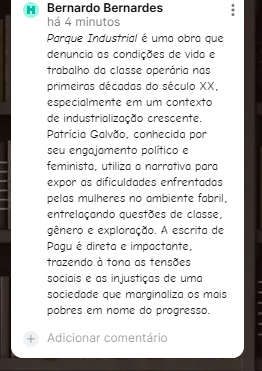 Bernardo Bernardes
há 4 minutos
Parque Industrial é uma obra que
denuncia as condições de vida e
trabalho da classe operária nas
primeiras décadas do século XX,
especialmente em um contexto
de industrialização crescente.
Patrícia Galvão, conhecida por
seu engajamento político e
feminista, utiliza a narrativa para
expor as dificuldades enfrentadas
pelas mulheres no ambiente fabril,
entrelaçando questões de classe,
gênero e exploração. A escrita de
Pagu é direta e impactante,
trazendo à tona as tensões
sociais e as injustiças de uma
sociedade que marginaliza os mais
pobres em nome do progresso.
Adicionar comentário